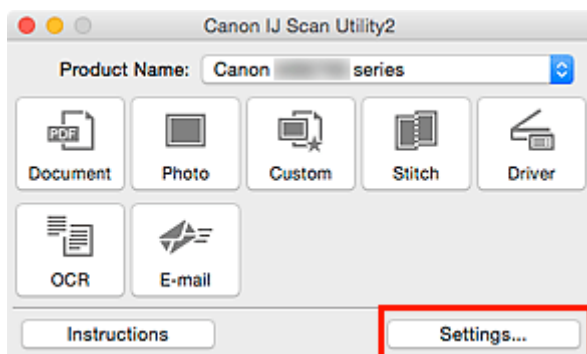 Canon IJ Scan Utility2
Product Name: Canon series
PDF
Document Photo Custom Stitch Driver
OCR E-mail
Instructions Settings...